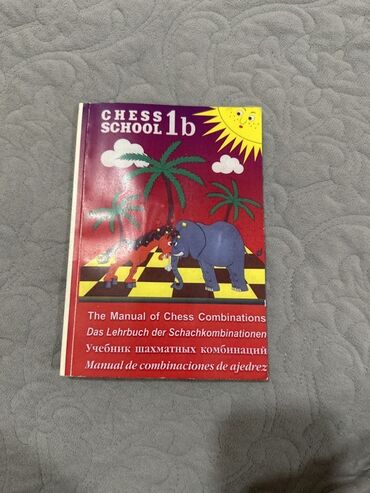 CHESS
SCHOOL 1b
The Manual of Chess Combinations
Das Lehrbuch der Schachkombinationen
Учебник шахматных комбинаций
Manual de combinaciones de ajedrez